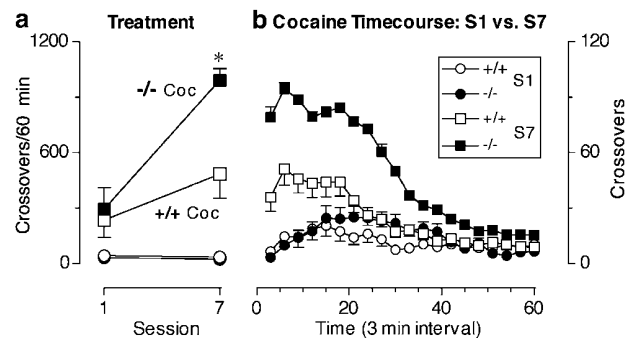 a Treatment
1200
600
0
Crossovers/60 min
*
-/- Coc
+/+ Coc
1 7
Session
b Cocaine Timecourse: S1 vs. S7
+/+ S1
-/-
+/+ S7
-/-
120
60
0
Crossovers
0 20 40 60
Time (3 min interval)